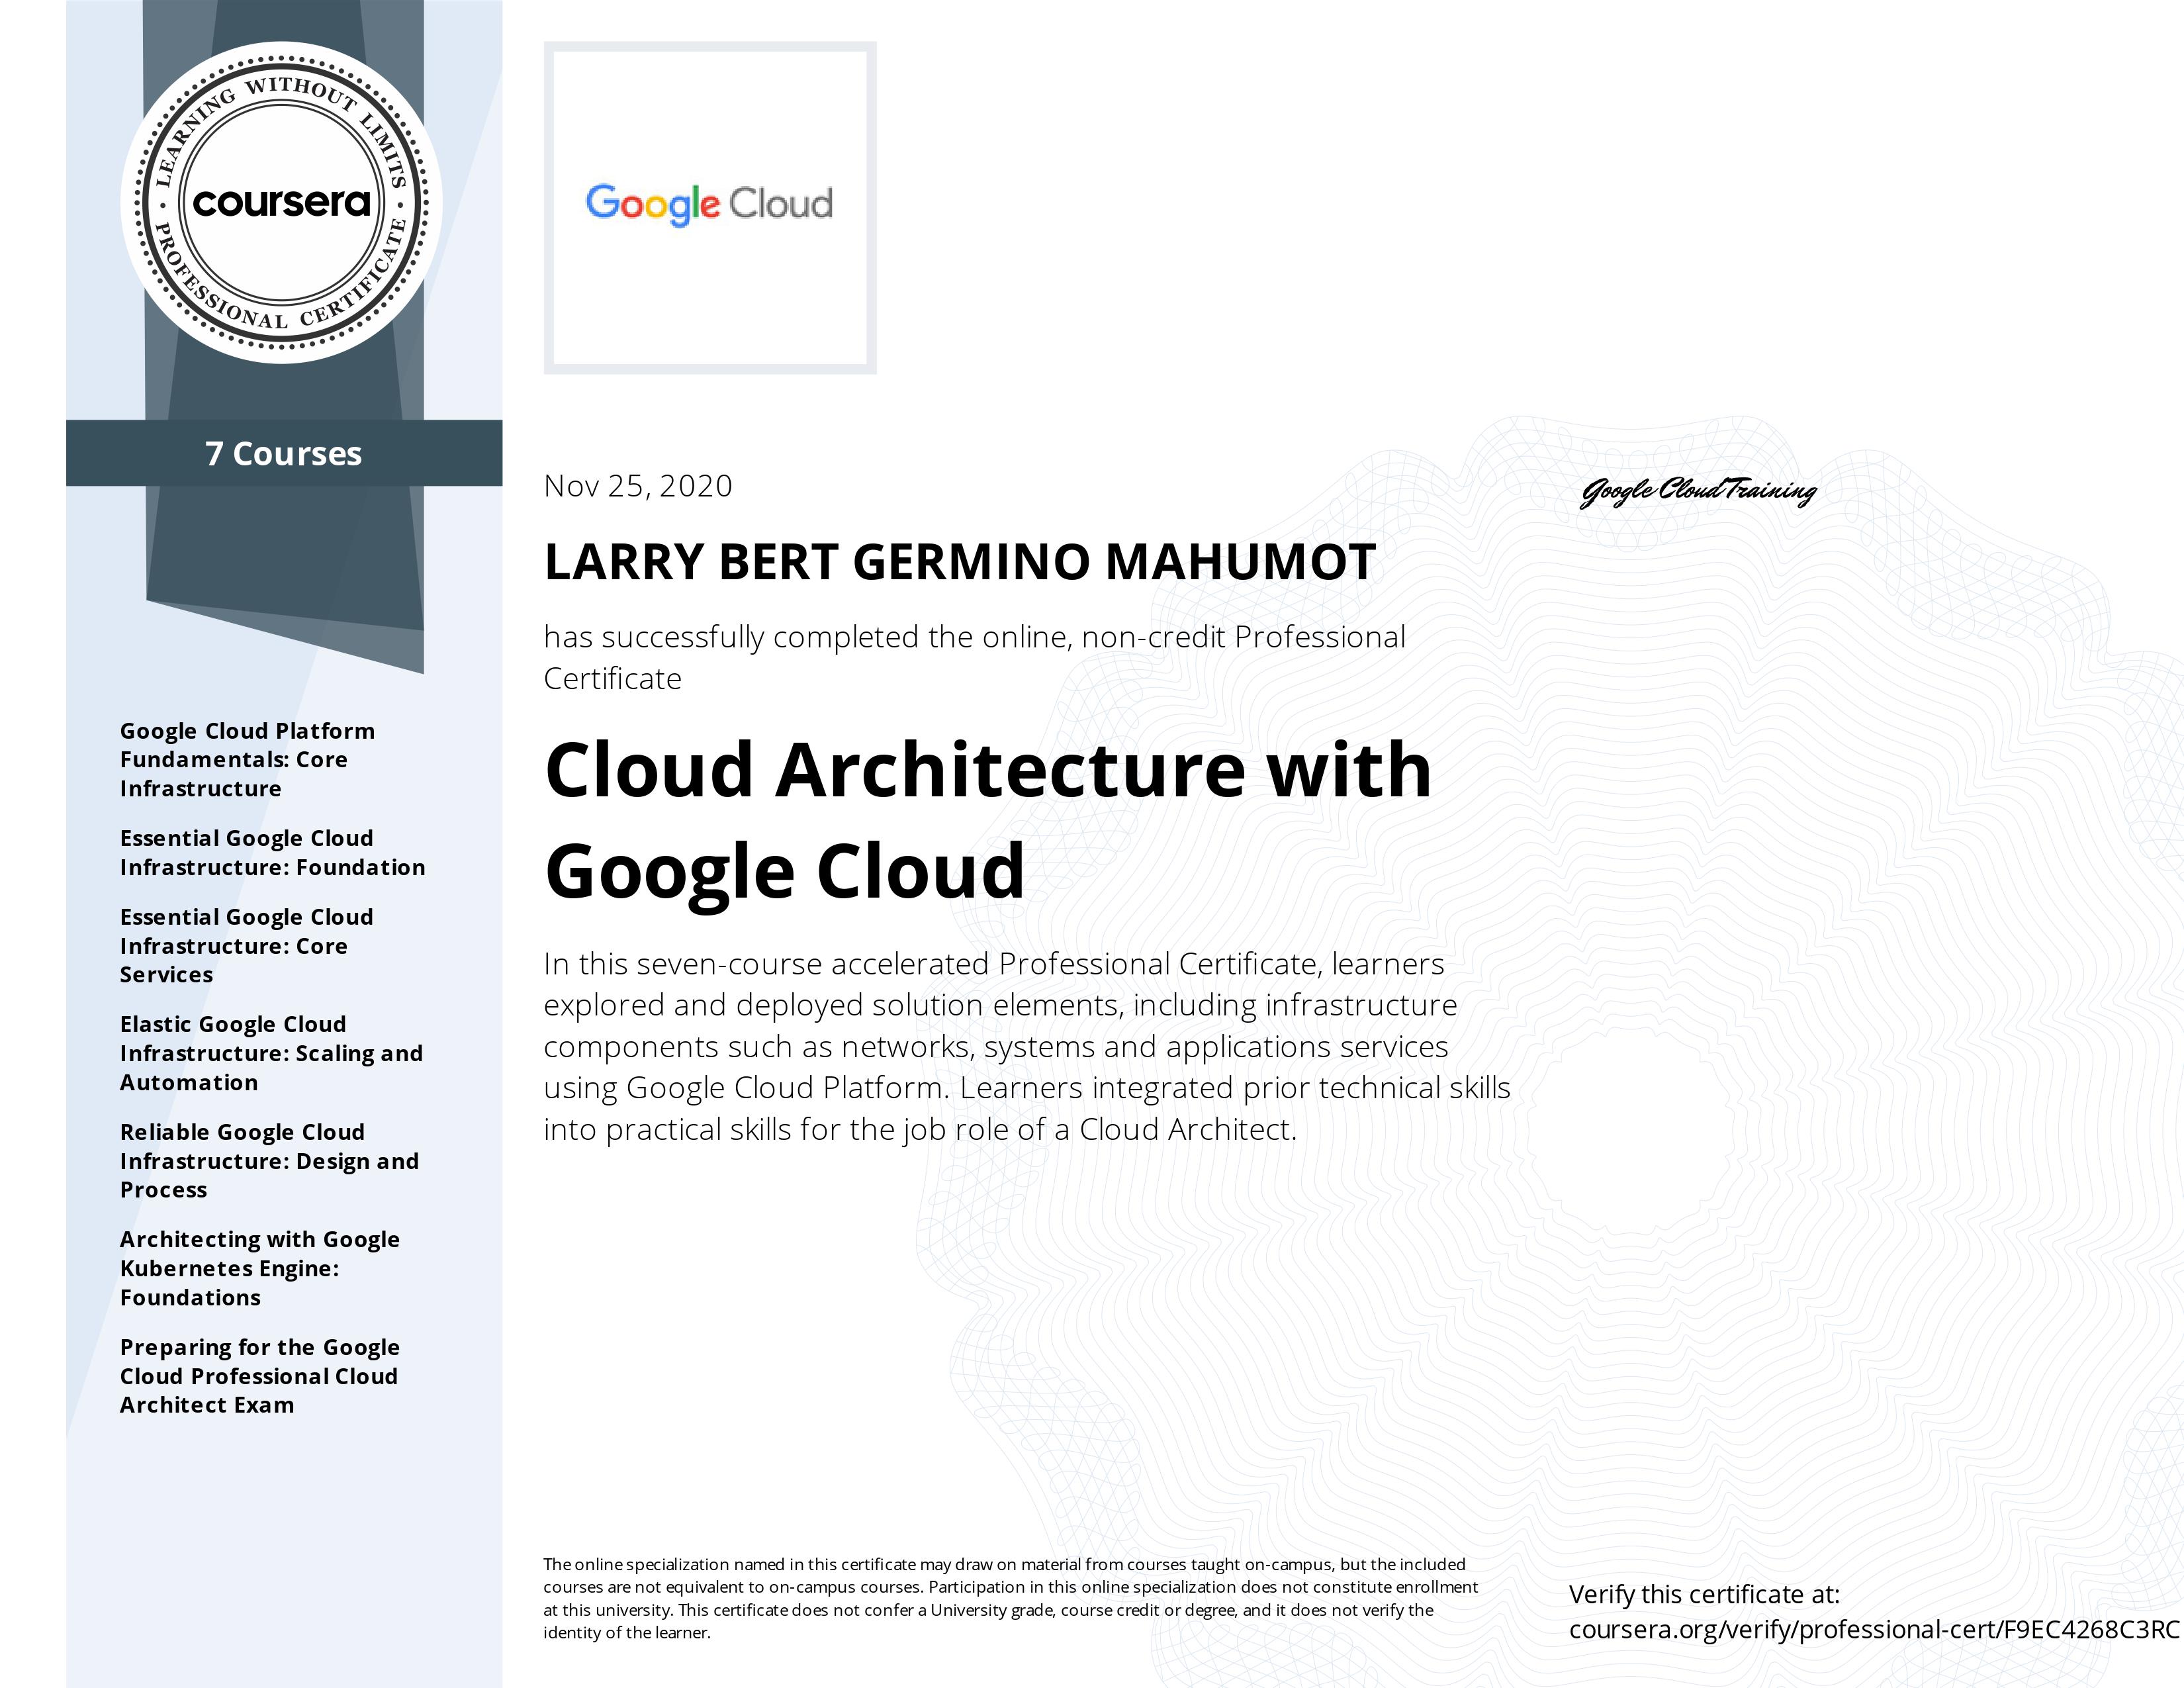 LEARNING WITHOUT LIMITS
coursera
PROFESSIONAL CERTIFICATE
7 Courses
Google Cloud Platform
Fundamentals: Core
Infrastructure
Essential Google Cloud
Infrastructure: Foundation
Essential Google Cloud
Infrastructure: Core
Services
Elastic Google Cloud
Infrastructure: Scaling and
Automation
Reliable Google Cloud
Infrastructure: Design and
Process
Architecting with Google
Kubernetes Engine:
Foundations
Preparing for the Google
Cloud Professional Cloud
Architect Exam
Google Cloud
Nov 25, 2020
LARRY BERT GERMINO MAHUMOT
has successfully completed the online, non-credit Professional
Certificate
Cloud Architecture with
Google Cloud
In this seven-course accelerated Professional Certificate, learners
explored and deployed solution elements, including infrastructure
components such as networks, systems and applications services
using Google Cloud Platform. Learners integrated prior technical skills
into practical skills for the job role of a Cloud Architect.
Google Cloud Training
The online specialization named in this certificate may draw on material from courses taught on-campus, but the included
courses are not equivalent to on-campus courses. Participation in this online specialization does not constitute enrollment
at this university. This certificate does not confer a University grade, course credit or degree, and it does not verify the
identity of the learner.
Verify this certificate at:
coursera.org/verify/professional-cert/F9EC4268C3RC